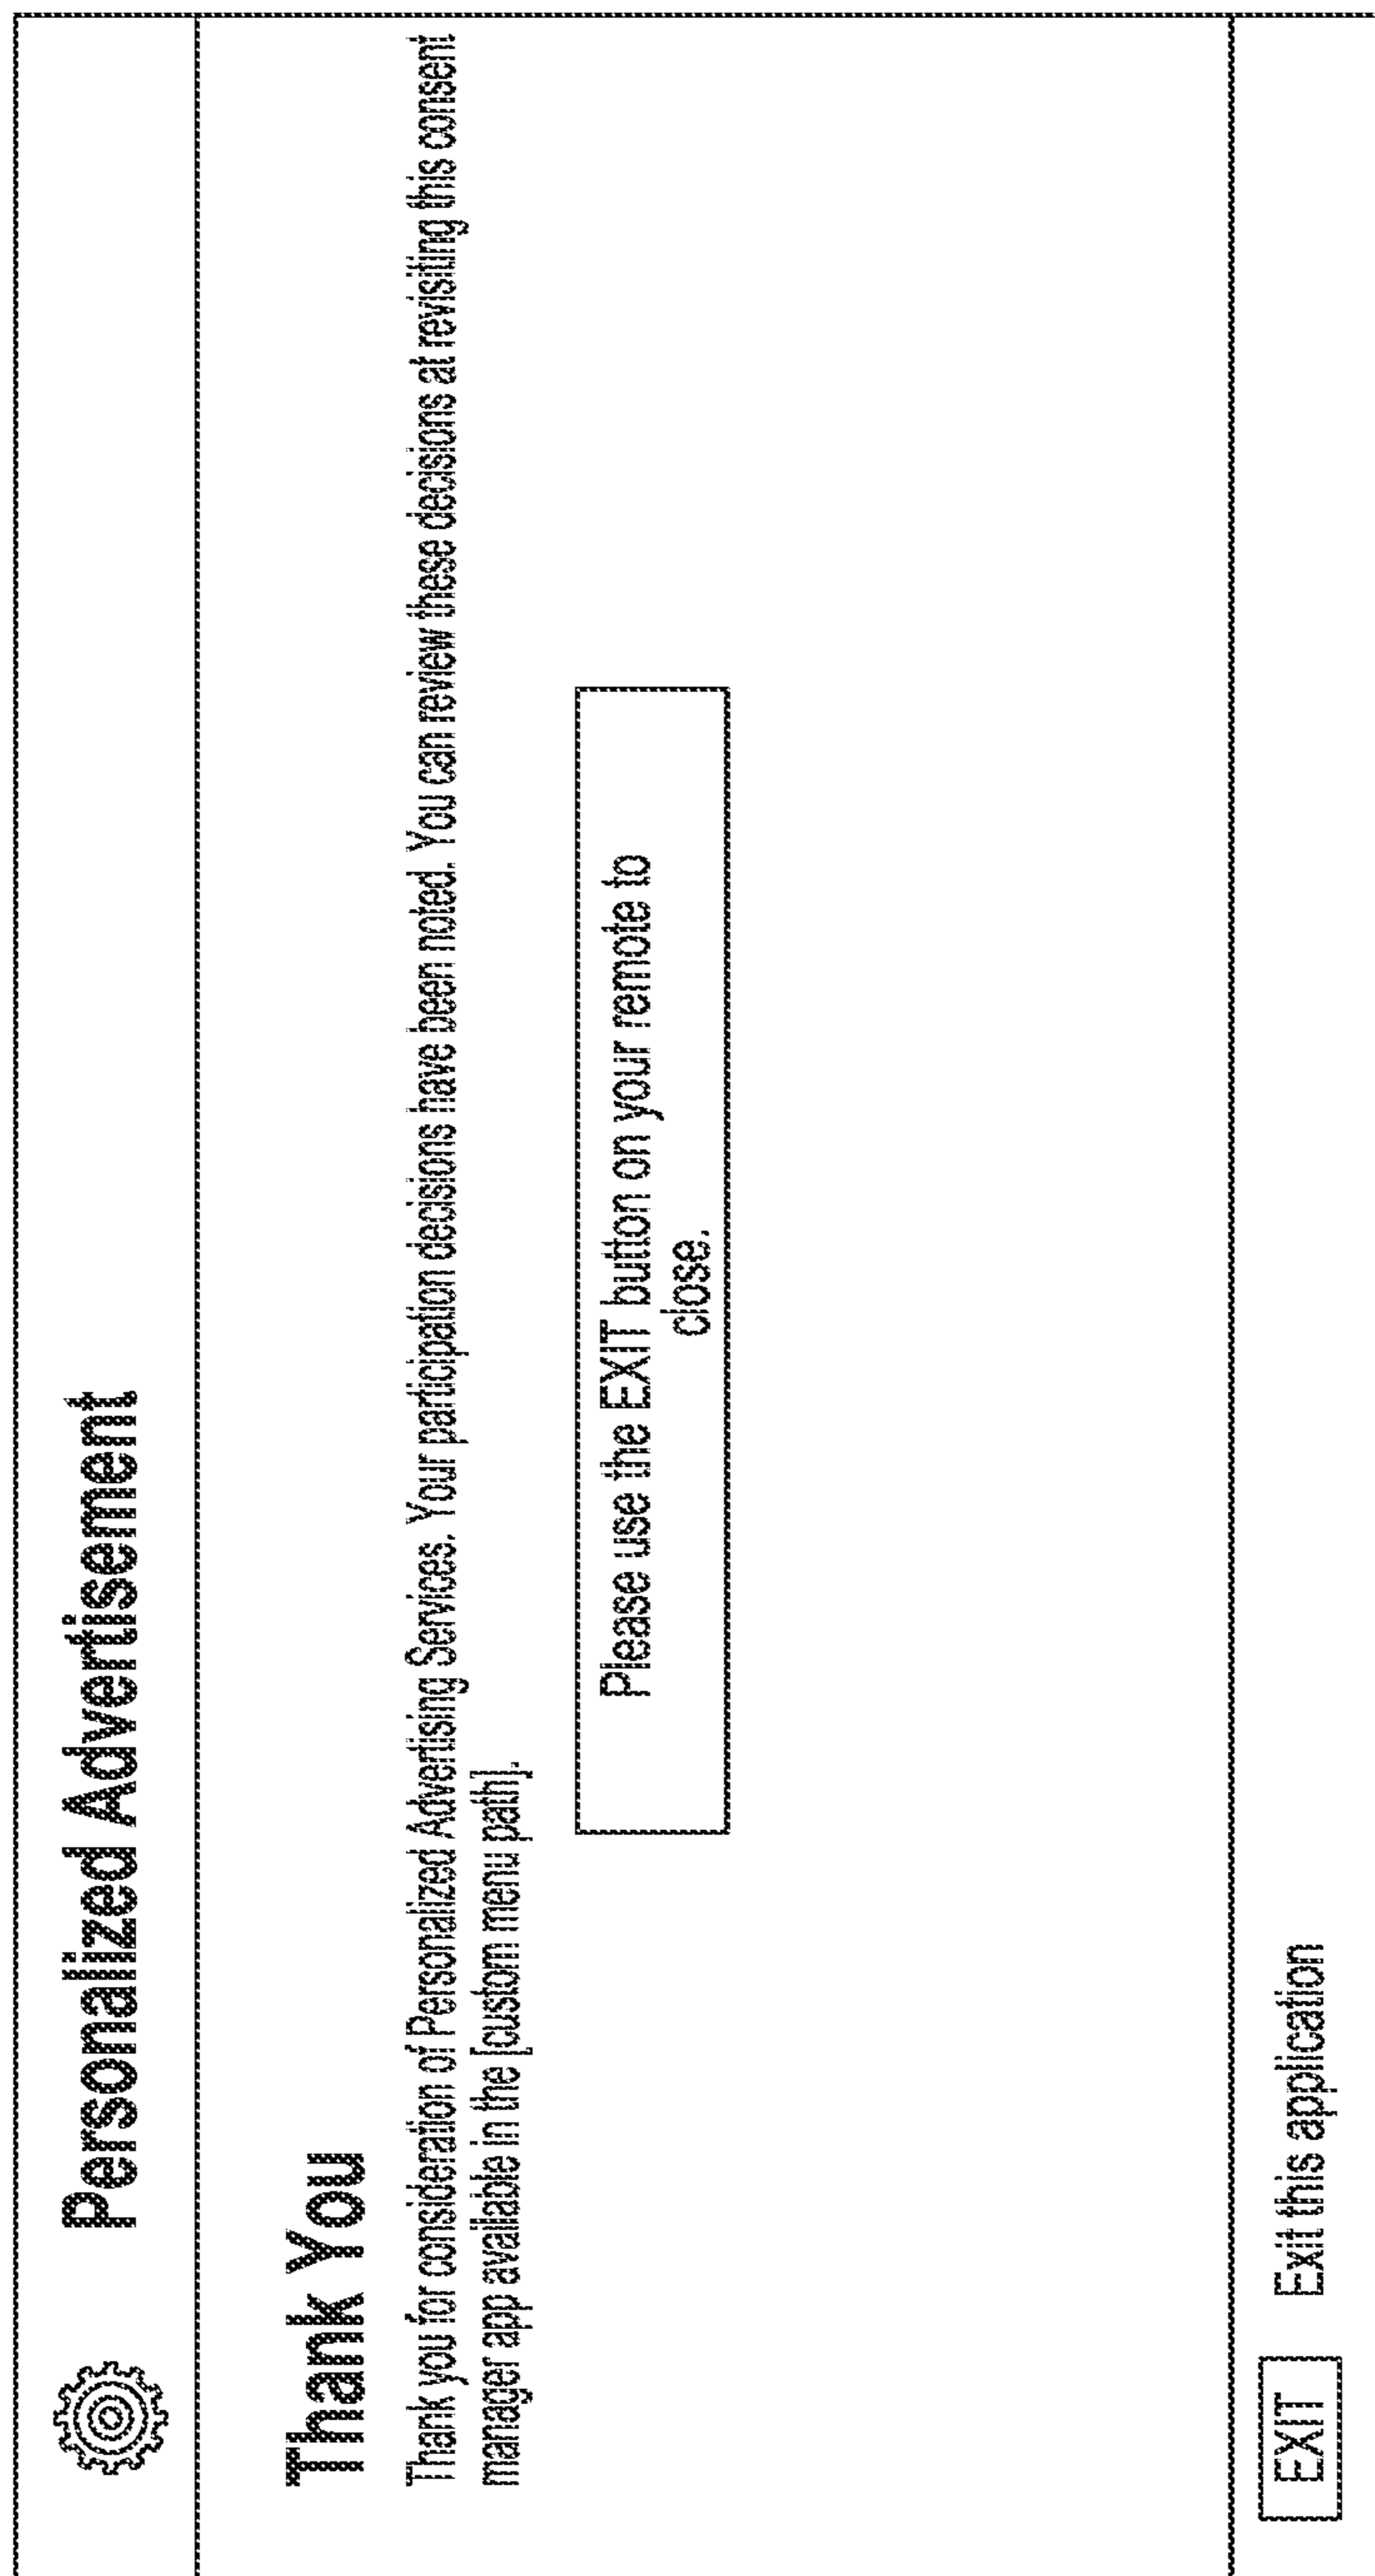 Personalized Advertisement
Thank You
Thank you for consideration of Personalized Advertising Services. Your participation decisions have been noted. You can review these decisions at revisiting this consent
manager app available in the [custom menu path].
Please use the EXIT button on your remote to
close.
EXIT Exit this application